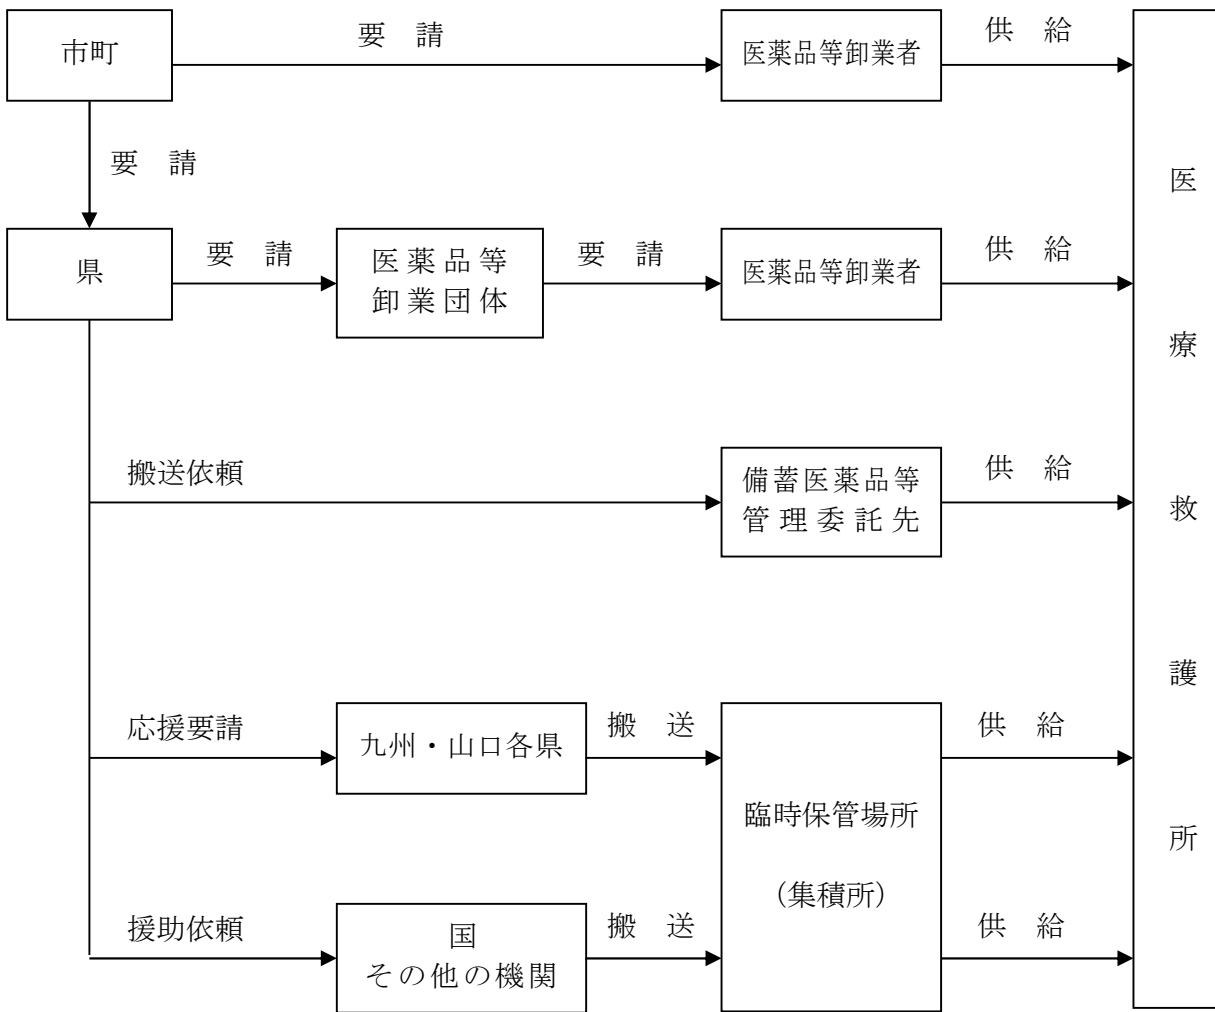 市町
要　請
医薬品等卸業者
供　給
要　請
県
要　請
医薬品等
卸業団体
要　請
医薬品等卸業者
供　給
搬送依頼
備蓄医薬品等
管理委託先
供　給
応援要請
九州・山口各県
搬　送
臨時保管場所
（集積所）
供　給
援助依頼
国
その他の機関
搬　送
供　給
医療救護所